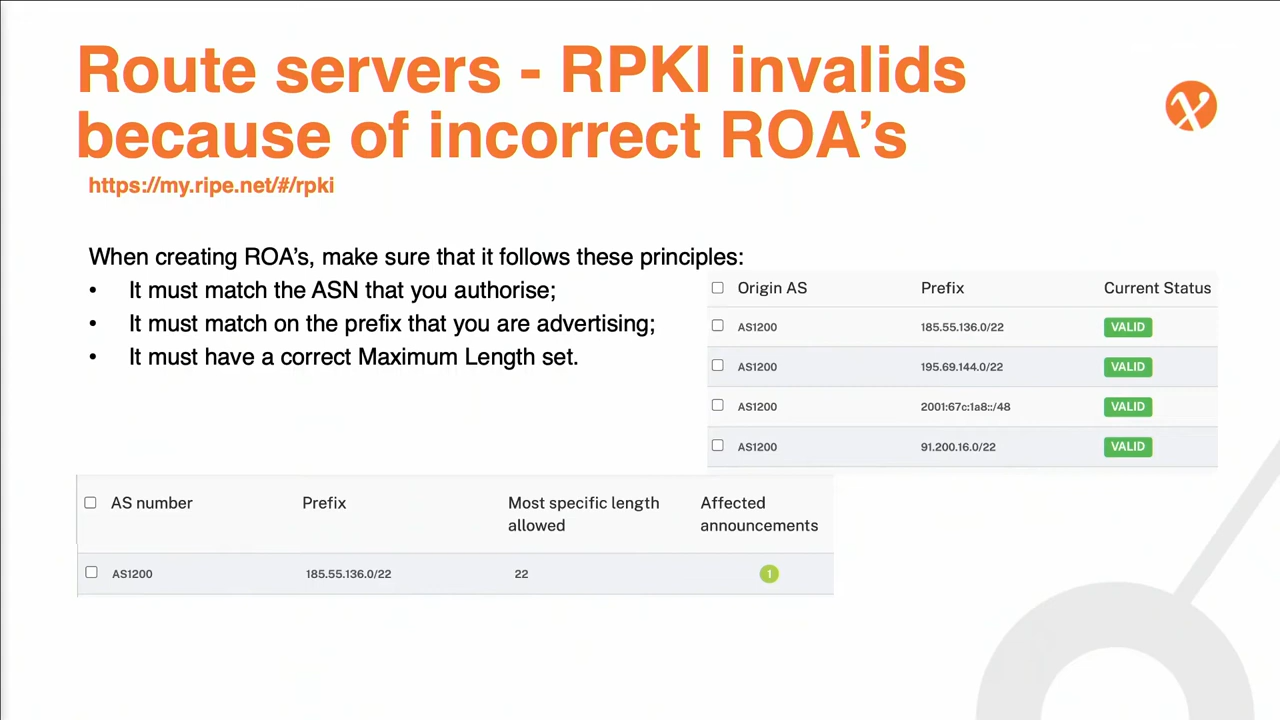 Route servers - RPKI invalids
because of incorrect ROA's
https://my.ripe.net/#/rpki
When creating ROA's, make sure that it follows these principles:
• It must match the ASN that you authorise;
• It must match on the prefix that you are advertising;
• It must have a correct Maximum Length set.
Origin AS Prefix Current Status
AS1200 185.55.136.0/22 VALID
AS1200 195.69.144.0/22 VALID
AS1200 2001:67c:1a8::/48 VALID
AS1200 91.200.16.0/22 VALID
AS number Prefix Most specific length allowed Affected announcements
AS1200 185.55.136.0/22 22 1